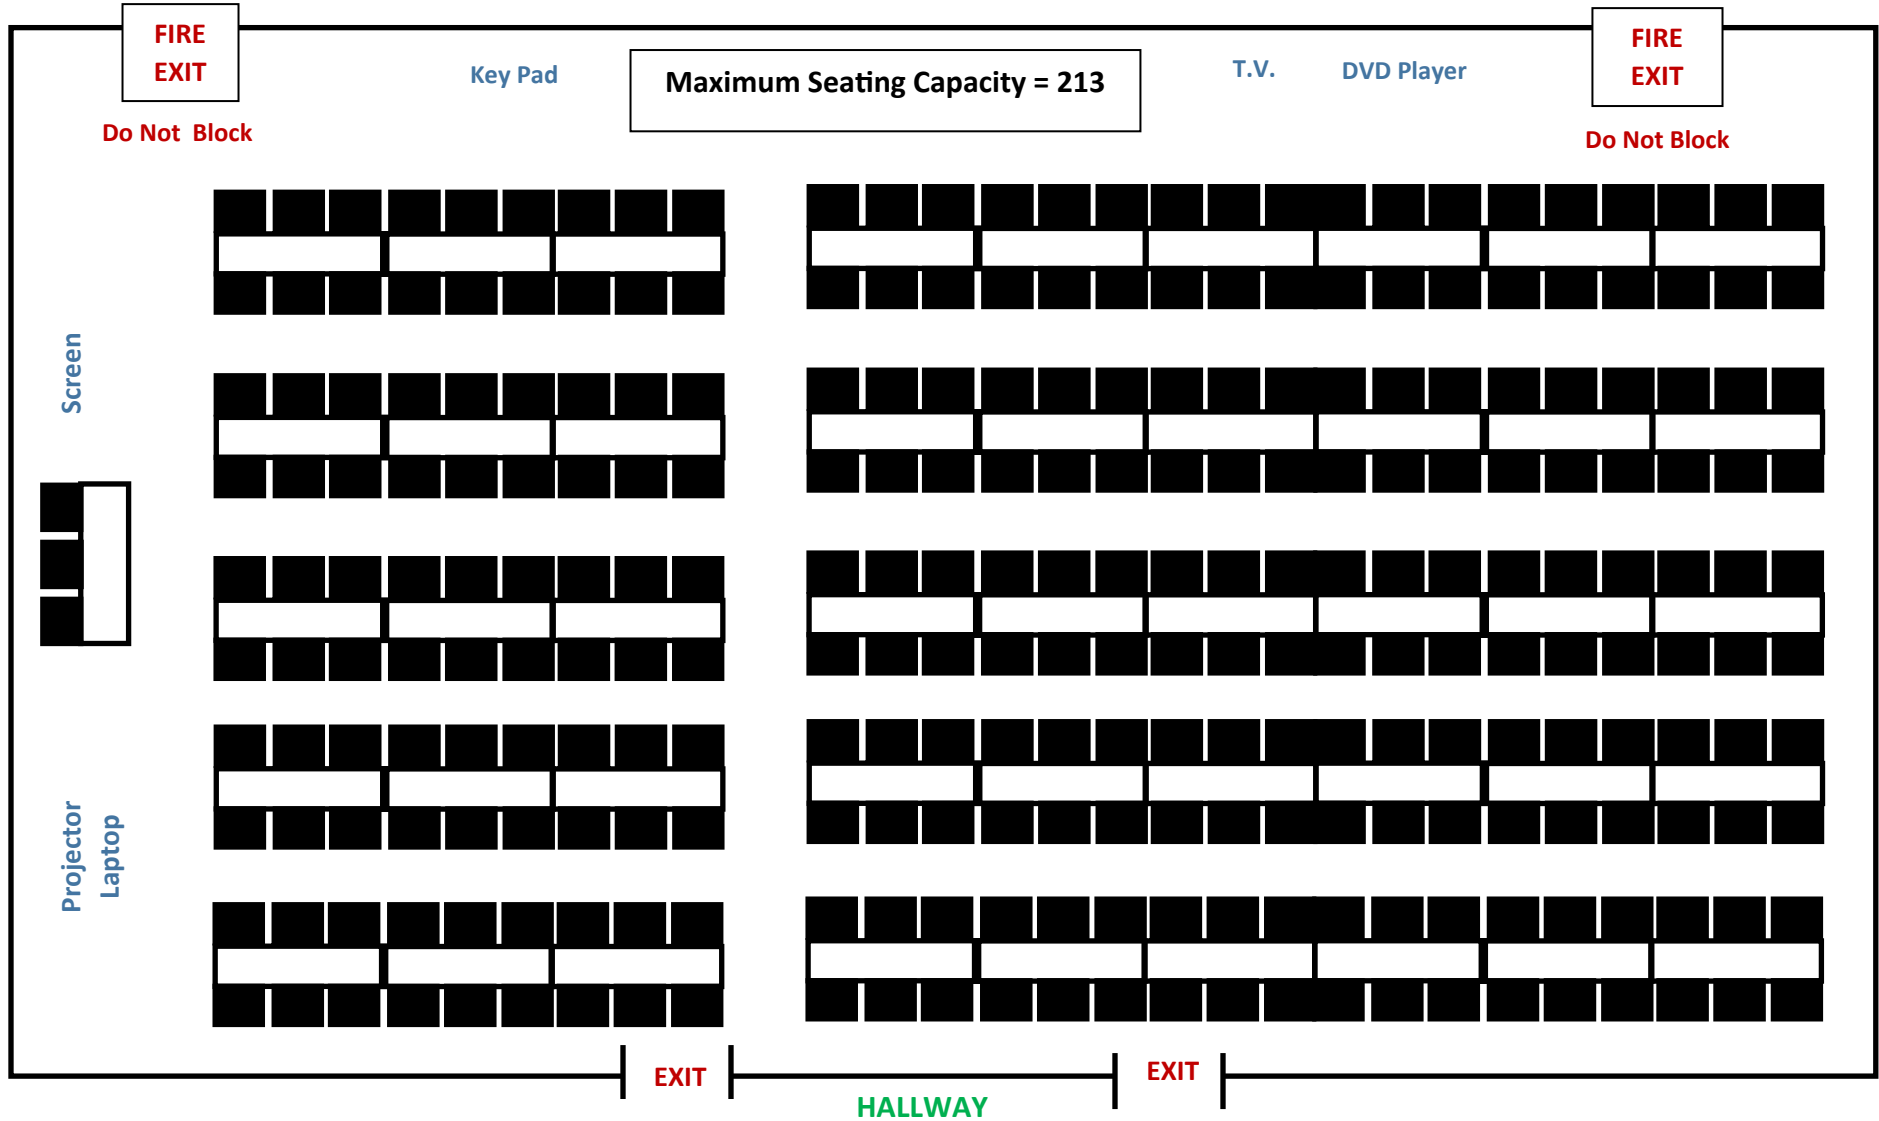 FIRE
EXIT
Do Not Block
Key Pad
Maximum Seating Capacity = 213
T.V.
DVD Player
FIRE
EXIT
Do Not Block
Screen
Projector
Laptop
EXIT
EXIT
HALLWAY